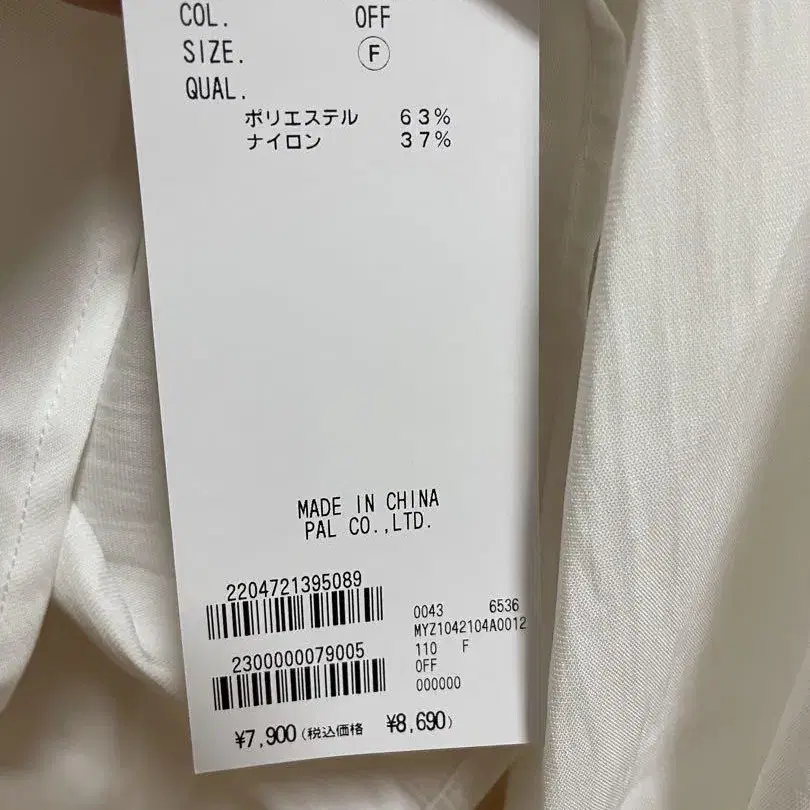 COL. OFF
SIZE. F
QUAL.
ポリエステル 63%
ナイロン 37%
MADE IN CHINA
PAL CO.,LTD.
2204721395089
2300000079005
0043 6536
MYZ1042104A0012
110 F
OFF
000000
¥7,900(税込価格 ¥8,690)